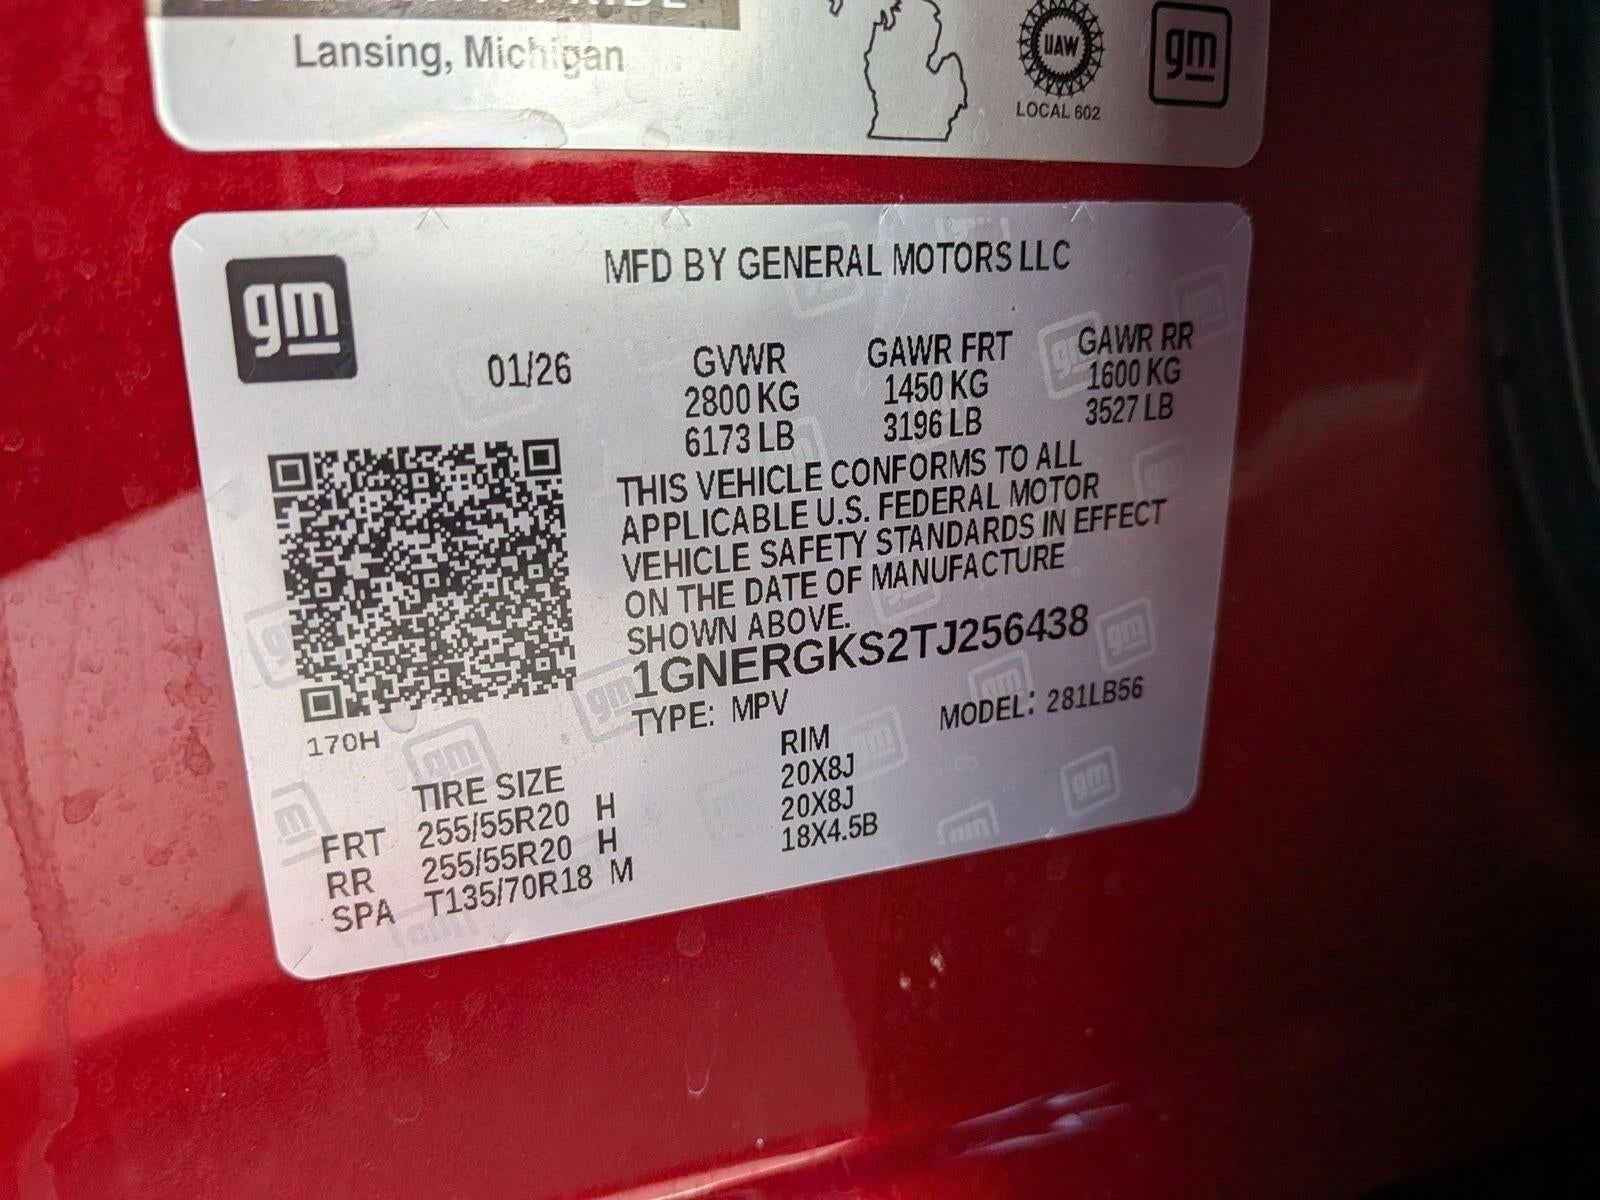 Lansing, Michigan
UAW
LOCAL 602
gm
gm
MFD BY GENERAL MOTORS LLC
01/26
GVWR
2800 KG
6173 LB
GAWR FRT
1450 KG
3196 LB
GAWR RR
1600 KG
3527 LB
THIS VEHICLE CONFORMS TO ALL
APPLICABLE U.S. FEDERAL MOTOR
VEHICLE SAFETY STANDARDS IN EFFECT
ON THE DATE OF MANUFACTURE
SHOWN ABOVE.
1GNERGKS2TJ256438
TYPE: MPV
MODEL: 281LB56
170H
TIRE SIZE RIM
FRT 255/55R20 H 20X8J
RR 255/55R20 H 20X8J
SPA T135/70R18 M 18X4.5B